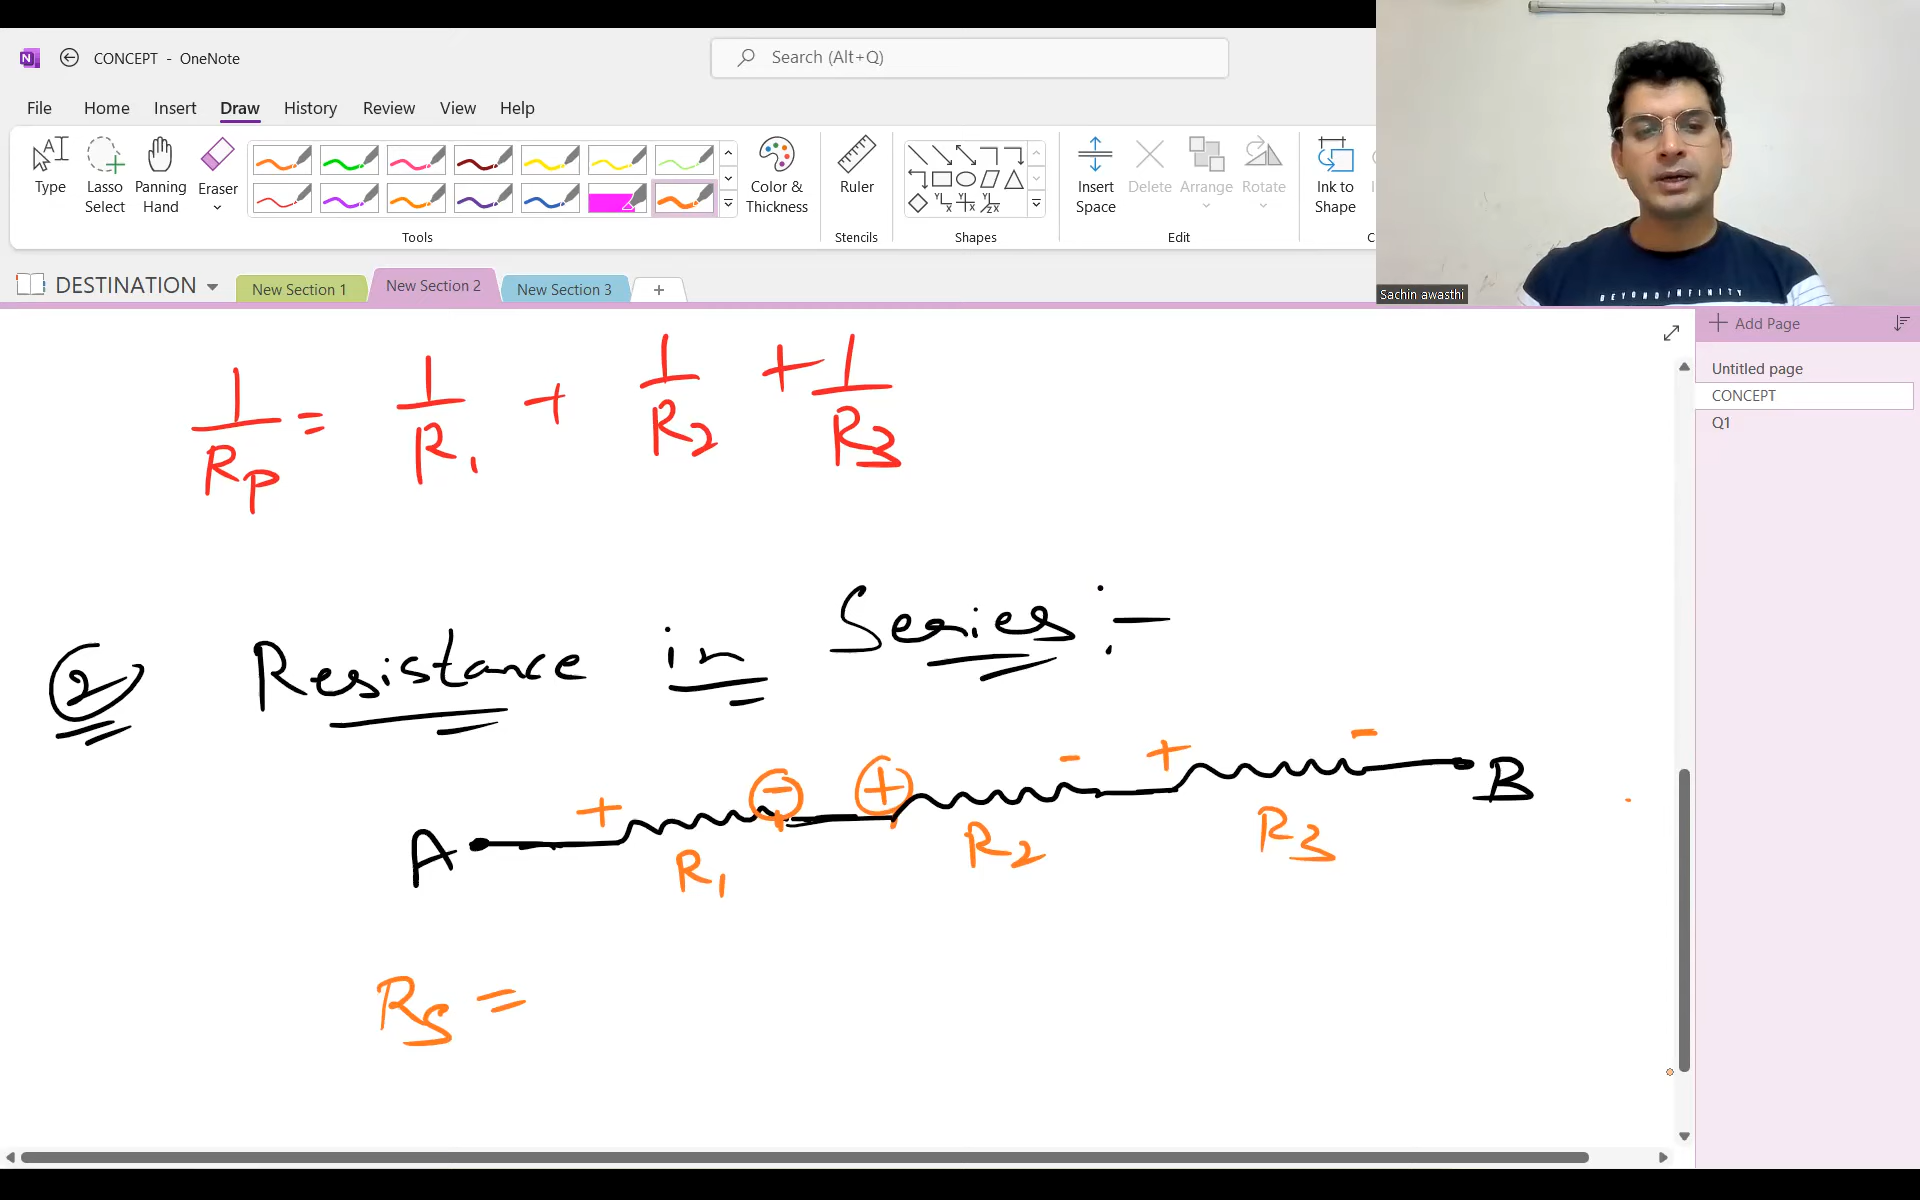 CONCEPT - OneNote
Search (Alt+Q)
File Home Insert Draw History Review View Help
Type
Lasso Select
Panning Hand
Eraser
Color & Thickness
Ruler
Insert Space
Delete
Arrange
Rotate
Ink to Shape
Tools
Stencils
Shapes
Edit
BEYOND INFINITY
Sachin awasthi
DESTINATION
New Section 1
New Section 2
New Section 3
+
Add Page
Untitled page
CONCEPT
Q1
1/Rp = 1/R1 + 1/R2 + 1/R3
2 Resistance in Series :-
+ - + - + -
A B
R1 R2 R3
Rs =